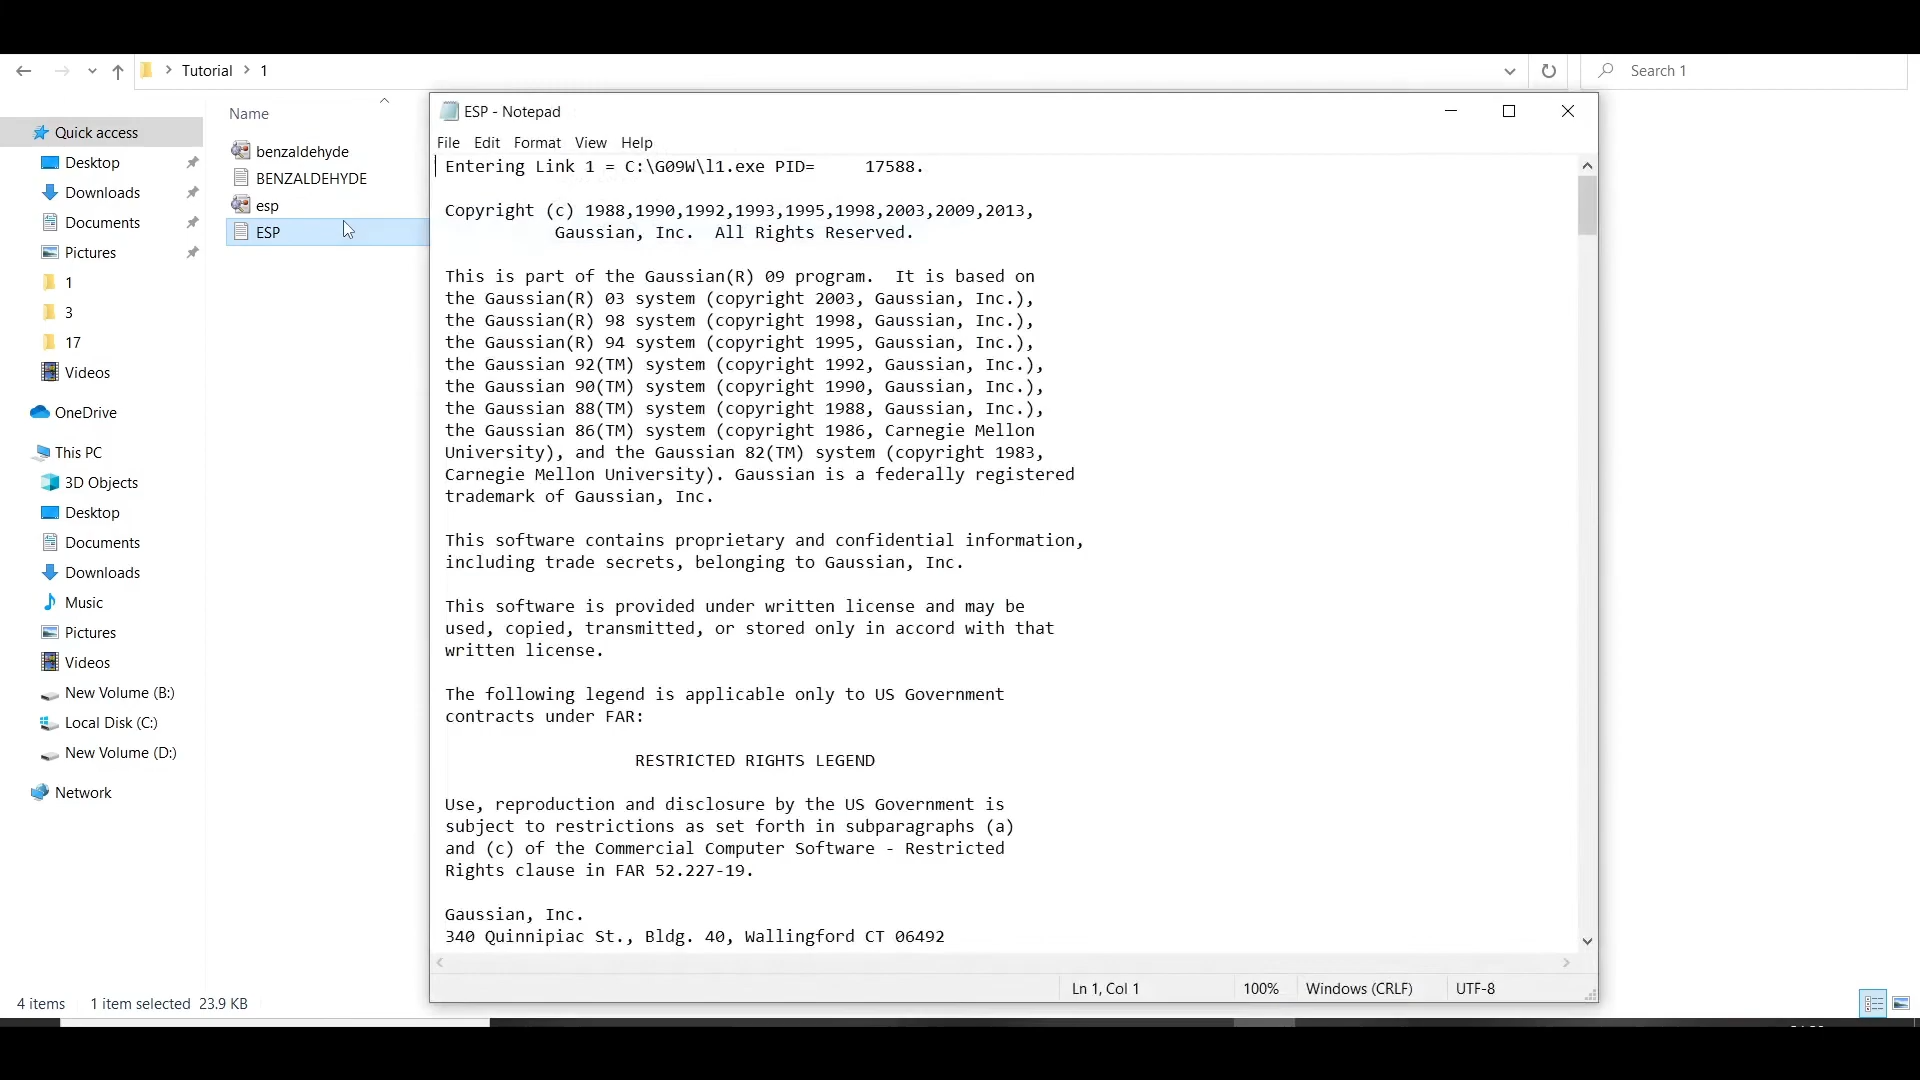 Tutorial > 1
Search 1
Name
Quick access
Desktop
Downloads
Documents
Pictures
1
3
17
Videos
OneDrive
This PC
3D Objects
Desktop
Documents
Downloads
Music
Pictures
Videos
New Volume (B:)
Local Disk (C:)
New Volume (D:)
Network
benzaldehyde
BENZALDEHYDE
esp
ESP
ESP - Notepad
File Edit Format View Help
Entering Link 1 = C:\G09W\l1.exe PID=     17588.
Copyright (c) 1988,1990,1992,1993,1995,1998,2003,2009,2013,
Gaussian, Inc.  All Rights Reserved.
This is part of the Gaussian(R) 09 program.  It is based on
the Gaussian(R) 03 system (copyright 2003, Gaussian, Inc.),
the Gaussian(R) 98 system (copyright 1998, Gaussian, Inc.),
the Gaussian(R) 94 system (copyright 1995, Gaussian, Inc.),
the Gaussian 92(TM) system (copyright 1992, Gaussian, Inc.),
the Gaussian 90(TM) system (copyright 1990, Gaussian, Inc.),
the Gaussian 88(TM) system (copyright 1988, Gaussian, Inc.),
the Gaussian 86(TM) system (copyright 1986, Carnegie Mellon
University), and the Gaussian 82(TM) system (copyright 1983,
Carnegie Mellon University). Gaussian is a federally registered
trademark of Gaussian, Inc.
This software contains proprietary and confidential information,
including trade secrets, belonging to Gaussian, Inc.
This software is provided under written license and may be
used, copied, transmitted, or stored only in accord with that
written license.
The following legend is applicable only to US Government
contracts under FAR:
RESTRICTED RIGHTS LEGEND
Use, reproduction and disclosure by the US Government is
subject to restrictions as set forth in subparagraphs (a)
and (c) of the Commercial Computer Software - Restricted
Rights clause in FAR 52.227-19.
Gaussian, Inc.
340 Quinnipiac St., Bldg. 40, Wallingford CT 06492
Ln 1, Col 1 100% Windows (CRLF) UTF-8
4 items 1 item selected 23.9 KB